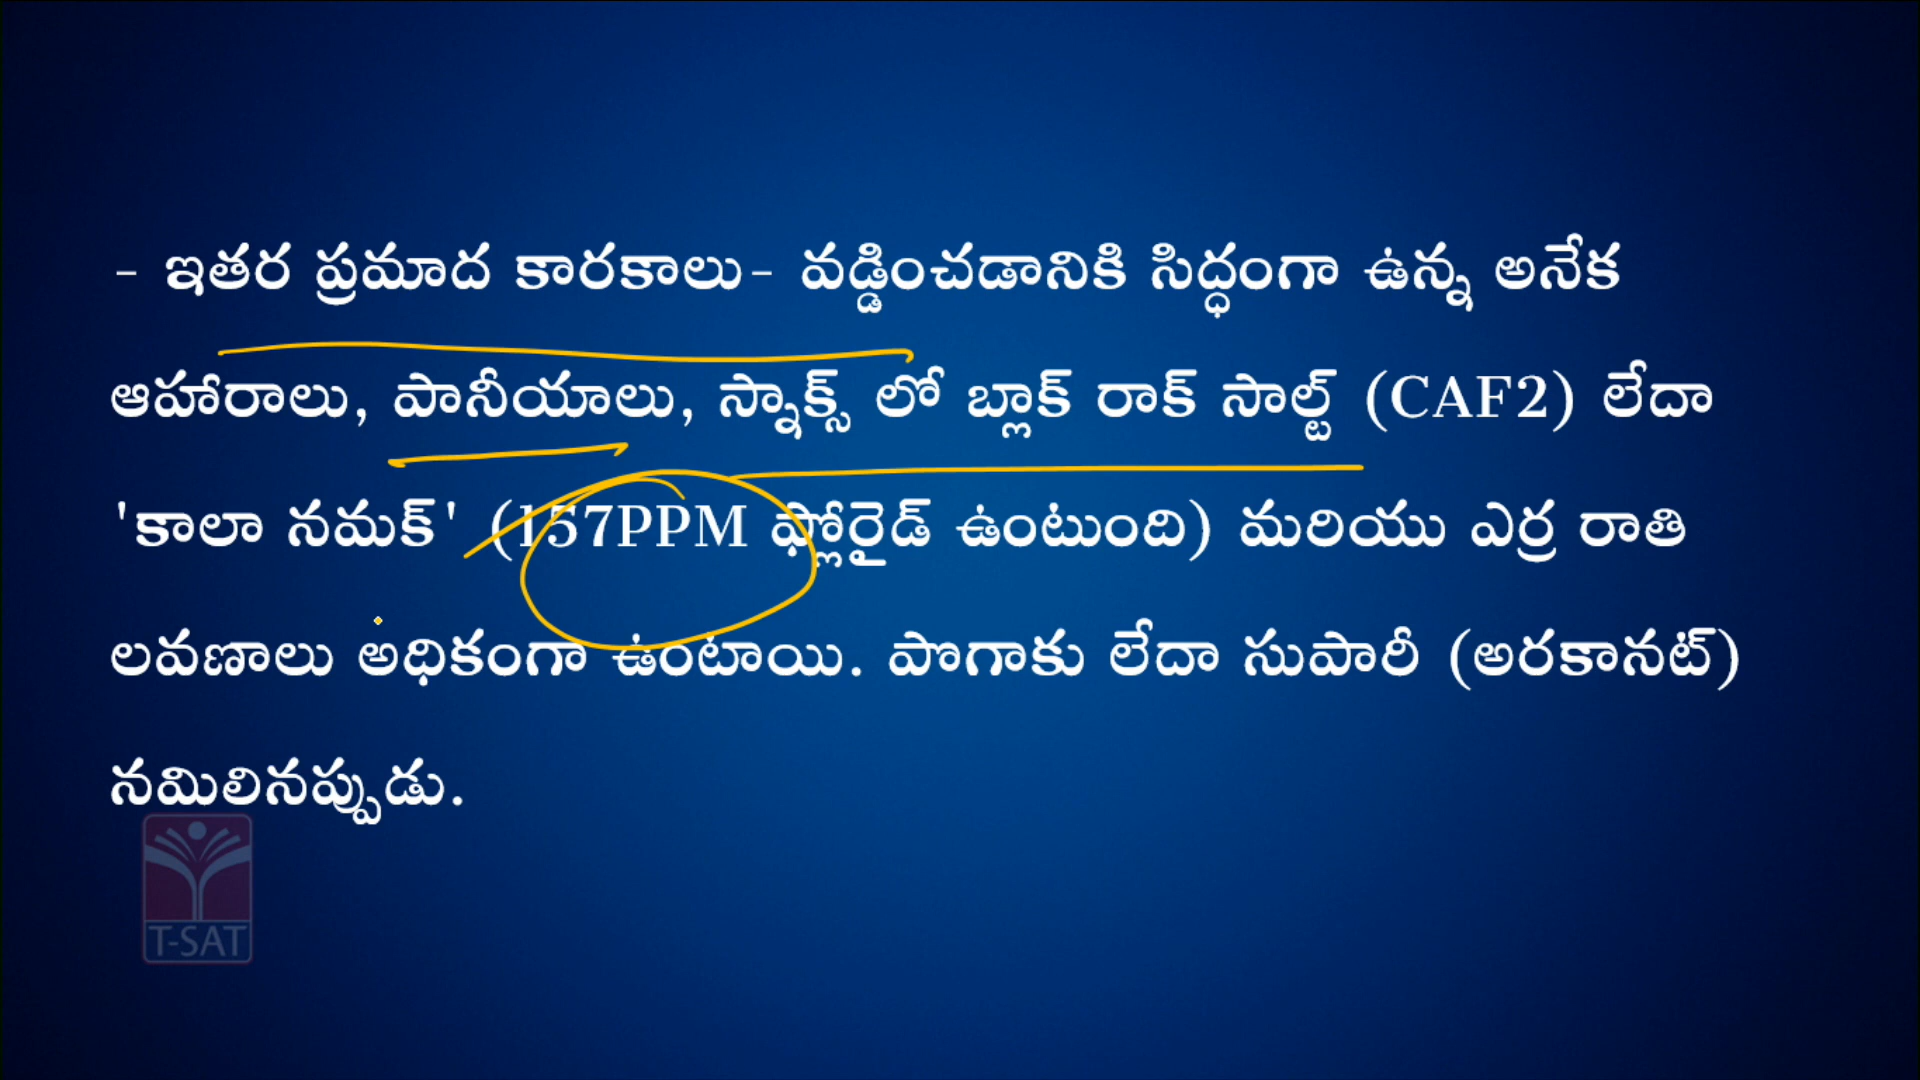 - ఇతర ప్రమాద కారకాలు- వడ్డించడానికి సిద్ధంగా ఉన్న అనేక
ఆహారాలు, పానీయాలు, స్నాక్స్ లో బ్లాక్ రాక్ సాల్ట్ (CAF2) లేదా
'కాలా నమక్' (157PPM ఫ్లోరైడ్ ఉంటుంది) మరియు ఎర్ర రాతి
లవణాలు అధికంగా ఉంటాయి. పొగాకు లేదా సుపారీ (అరకానట్)
నమిలినప్పుడు.
T-SAT